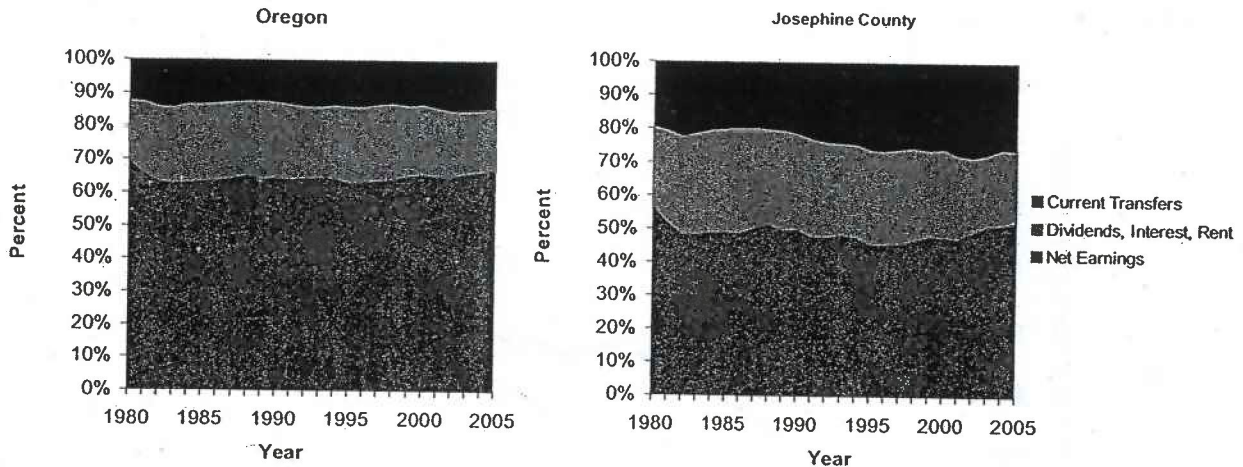 Oregon
100%
90%
80%
70%
60%
50%
40%
30%
20%
10%
0%
Percent
1980 1985 1990 1995 2000 2005
Year
Josephine County
100%
90%
80%
70%
60%
50%
40%
30%
20%
10%
0%
Percent
1980 1985 1990 1995 2000 2005
Year
Current Transfers
Dividends, Interest, Rent
Net Earnings